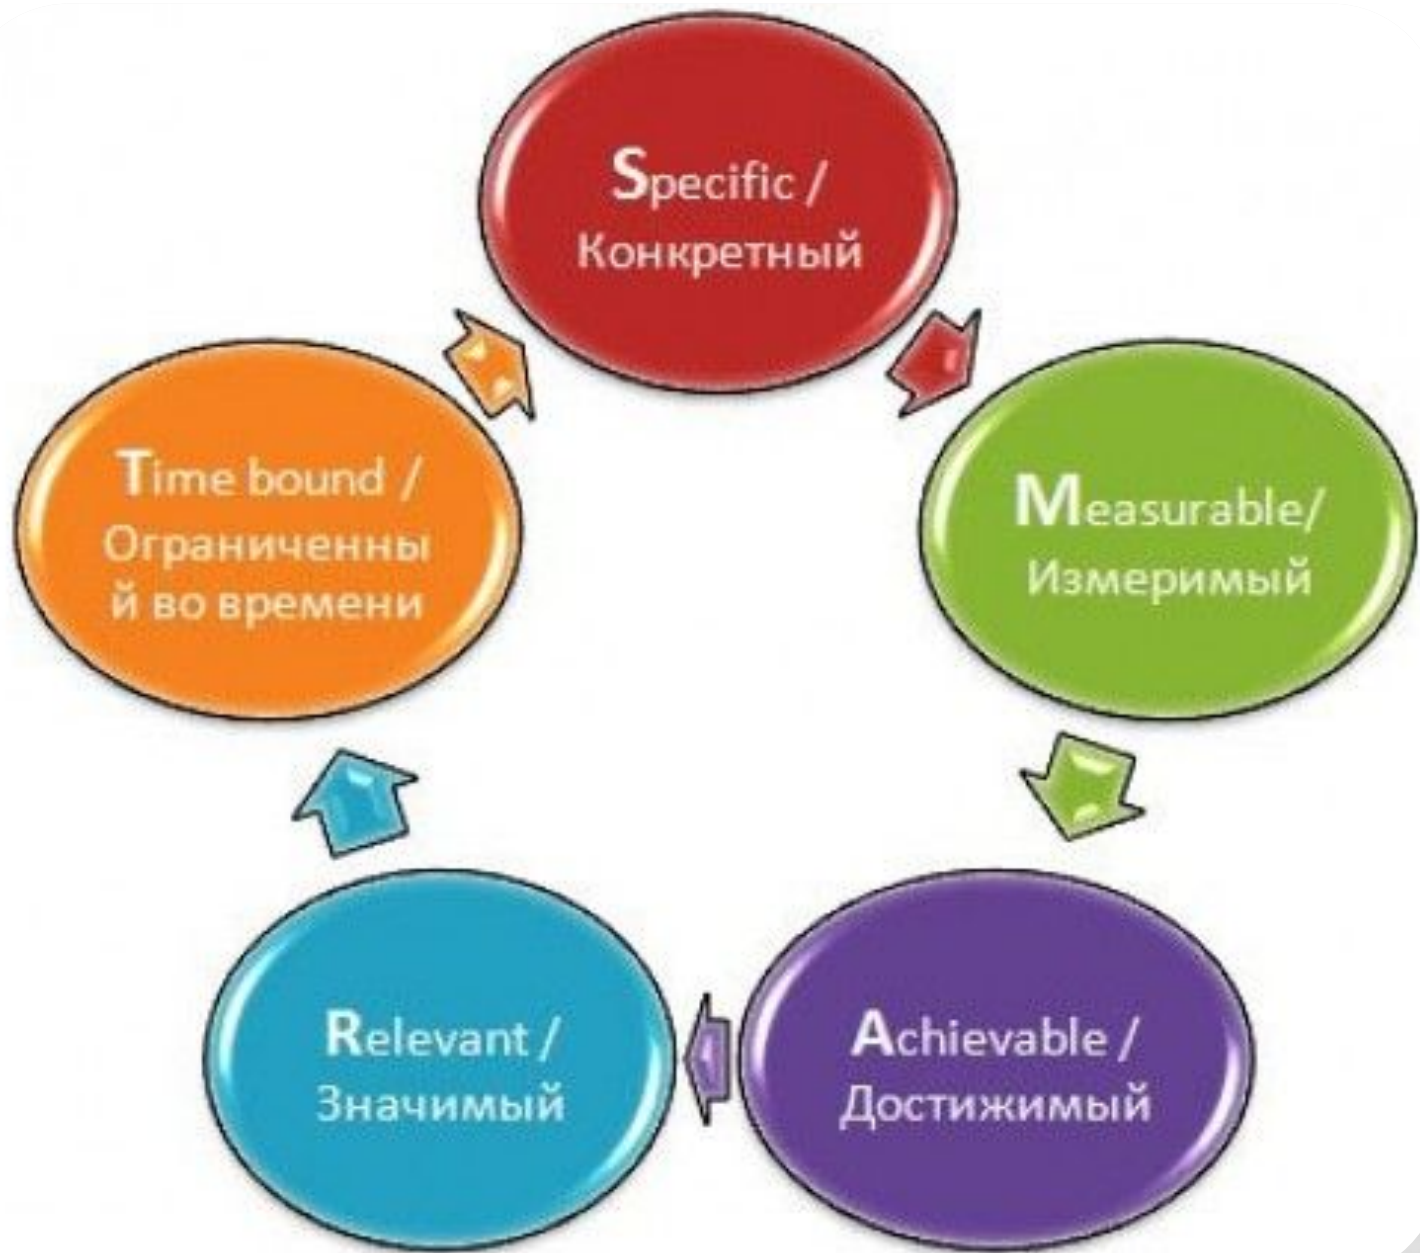 Specific /
Конкретный
Measurable/
Измеримый
Achievable /
Достижимый
Relevant /
Значимый
Time bound /
Ограниченны
й во времени